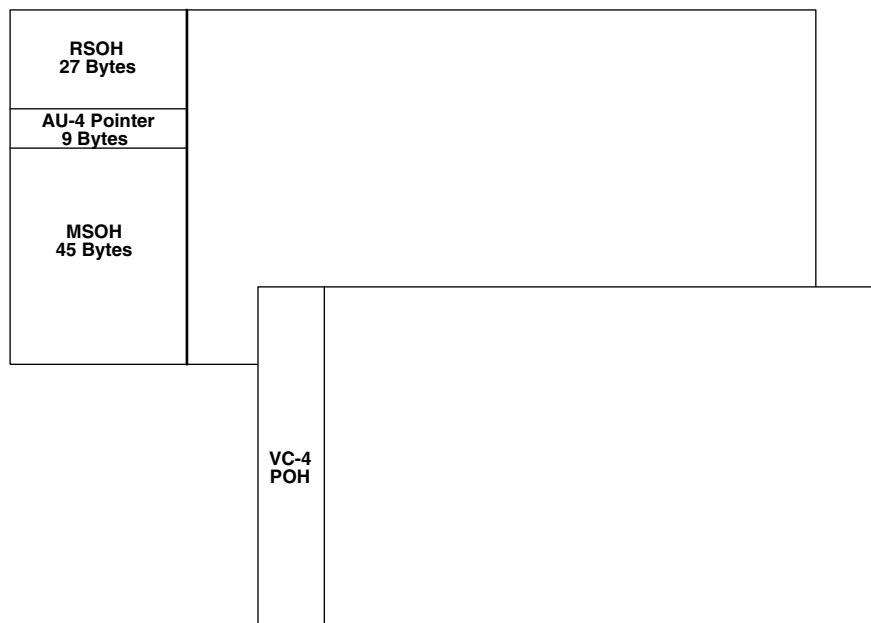 RSOH
27 Bytes
AU-4 Pointer
9 Bytes
MSOH
45 Bytes
VC-4
POH